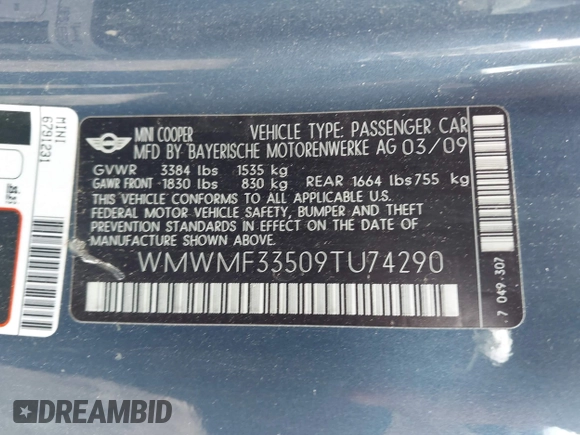 MINI COOPER VEHICLE TYPE: PASSENGER CAR
MFD BY BAYERISCHE MOTORENWERKE AG 03/09
GVWR 3384 lbs 1535 kg
GAWR FRONT 1830 lbs 830 kg REAR 1664 lbs 755 kg
THIS VEHICLE CONFORMS TO ALL APPLICABLE U.S.
FEDERAL MOTOR VEHICLE SAFETY, BUMPER AND THEFT
PREVENTION STANDARDS IN EFFECT ON THE DATE OF
MANUFACTURE SHOWN ABOVE.
WMWMF33509TU74290
7 049 307
MINI
6791231
DREAMBID